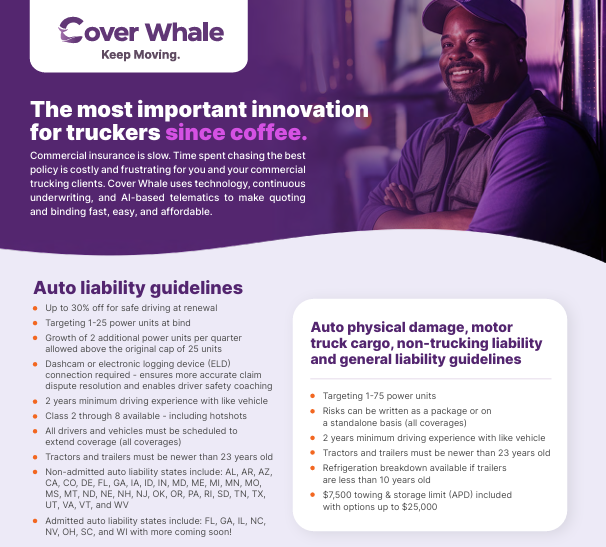 Cover Whale
Keep Moving.
The most important innovation
for truckers since coffee.
Commercial insurance is slow. Time spent chasing the best
policy is costly and frustrating for you and your commercial
trucking clients. Cover Whale uses technology, continuous
underwriting, and AI-based telematics to make quoting
and binding fast, easy, and affordable.
Auto liability guidelines
Up to 30% off for safe driving at renewal
Targeting 1-25 power units at bind
Growth of 2 additional power units per quarter
allowed above the original cap of 25 units
Dashcam or electronic logging device (ELD)
connection required - ensures more accurate claim
dispute resolution and enables driver safety coaching
2 years minimum driving experience with like vehicle
Class 2 through 8 available - including hotshots
All drivers and vehicles must be scheduled to
extend coverage (all coverages)
Tractors and trailers must be newer than 23 years old
Non-admitted auto liability states include: AL, AR, AZ,
CA, CO, DE, FL, GA, IA, ID, IN, MD, ME, MI, MN, MO,
MS, MT, ND, NE, NH, NJ, OK, OR, PA, RI, SD, TN, TX,
UT, VA, VT, and WV
Admitted auto liability states include: FL, GA, IL, NC,
NV, OH, SC, and WI with more coming soon!
Auto physical damage, motor
truck cargo, non-trucking liability
and general liability guidelines
Targeting 1-75 power units
Risks can be written as a package or on
a standalone basis (all coverages)
2 years minimum driving experience with like vehicle
Tractors and trailers must be newer than 23 years old
Refrigeration breakdown available if trailers
are less than 10 years old
$7,500 towing & storage limit (APD) included
with options up to $25,000